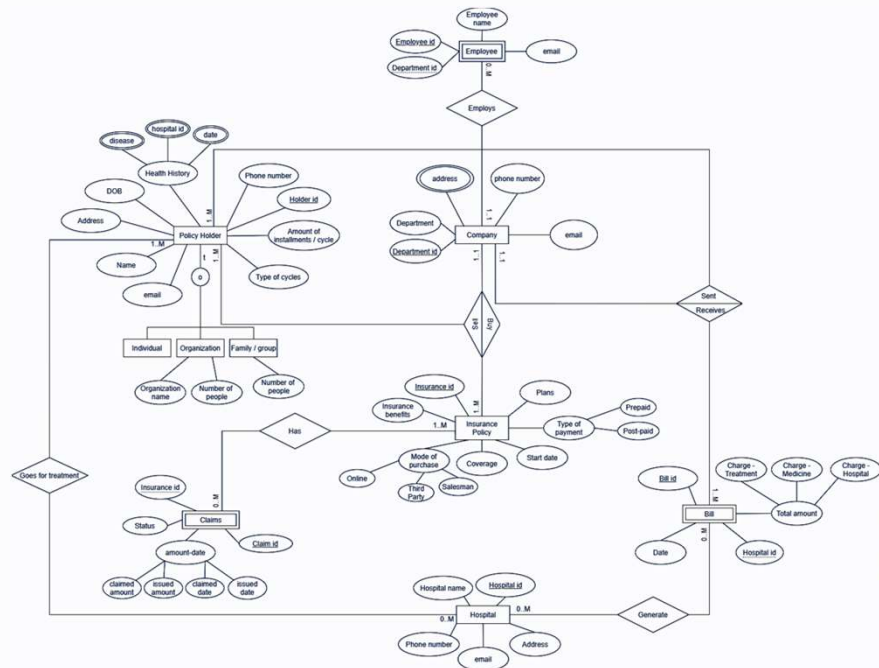 Employee
name
Employee id
Employee
email
Department id
0..M
Employs
disease
hospital id
date
Health History
Phone number
DOB
Holder id
Address
1..M
Policy Holder
1..M
1..M
Amount of
installments / cycle
Name
Type of cycles
email
t
o
Individual
Organization
Family / group
Organization
name
Number of
people
Number of
people
address
phone number
Department
1..1
Company
email
Department id
1..1
1..1
Sent
Receives
Sell
Buy
Insurance id
Plans
Insurance
benefits
1..M
1..M
Insurance
Policy
Type of
payment
Prepaid
Post-paid
Mode of
purchase
Coverage
Start date
Online
Third
Party
Salesman
Has
Goes for treatment
Insurance id
0..M
Status
Claims
Claim id
amount-date
claimed
amount
issued
amount
claimed
date
issued
date
Charge -
Treatment
Charge -
Medicine
Charge -
Hospital
Bill id
1..M
Bill
Total amount
0..M
Date
Hospital id
Hospital name
Hospital id
0..M
Hospital
0..M
Generate
Phone number
email
Address